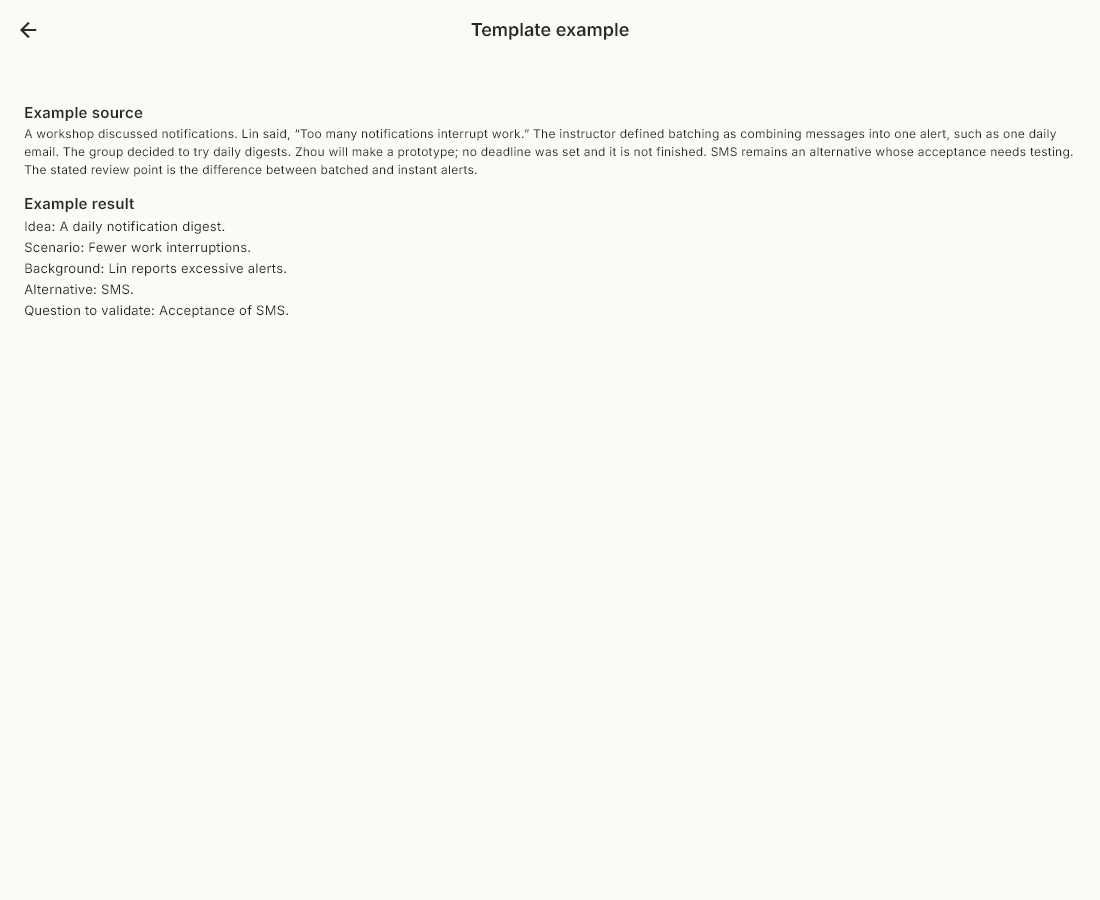 Template example
Example source
A workshop discussed notifications. Lin said, “Too many notifications interrupt work.” The instructor defined batching as combining messages into one alert, such as one daily
email. The group decided to try daily digests. Zhou will make a prototype; no deadline was set and it is not finished. SMS remains an alternative whose acceptance needs testing.
The stated review point is the difference between batched and instant alerts.
Example result
Idea: A daily notification digest.
Scenario: Fewer work interruptions.
Background: Lin reports excessive alerts.
Alternative: SMS.
Question to validate: Acceptance of SMS.